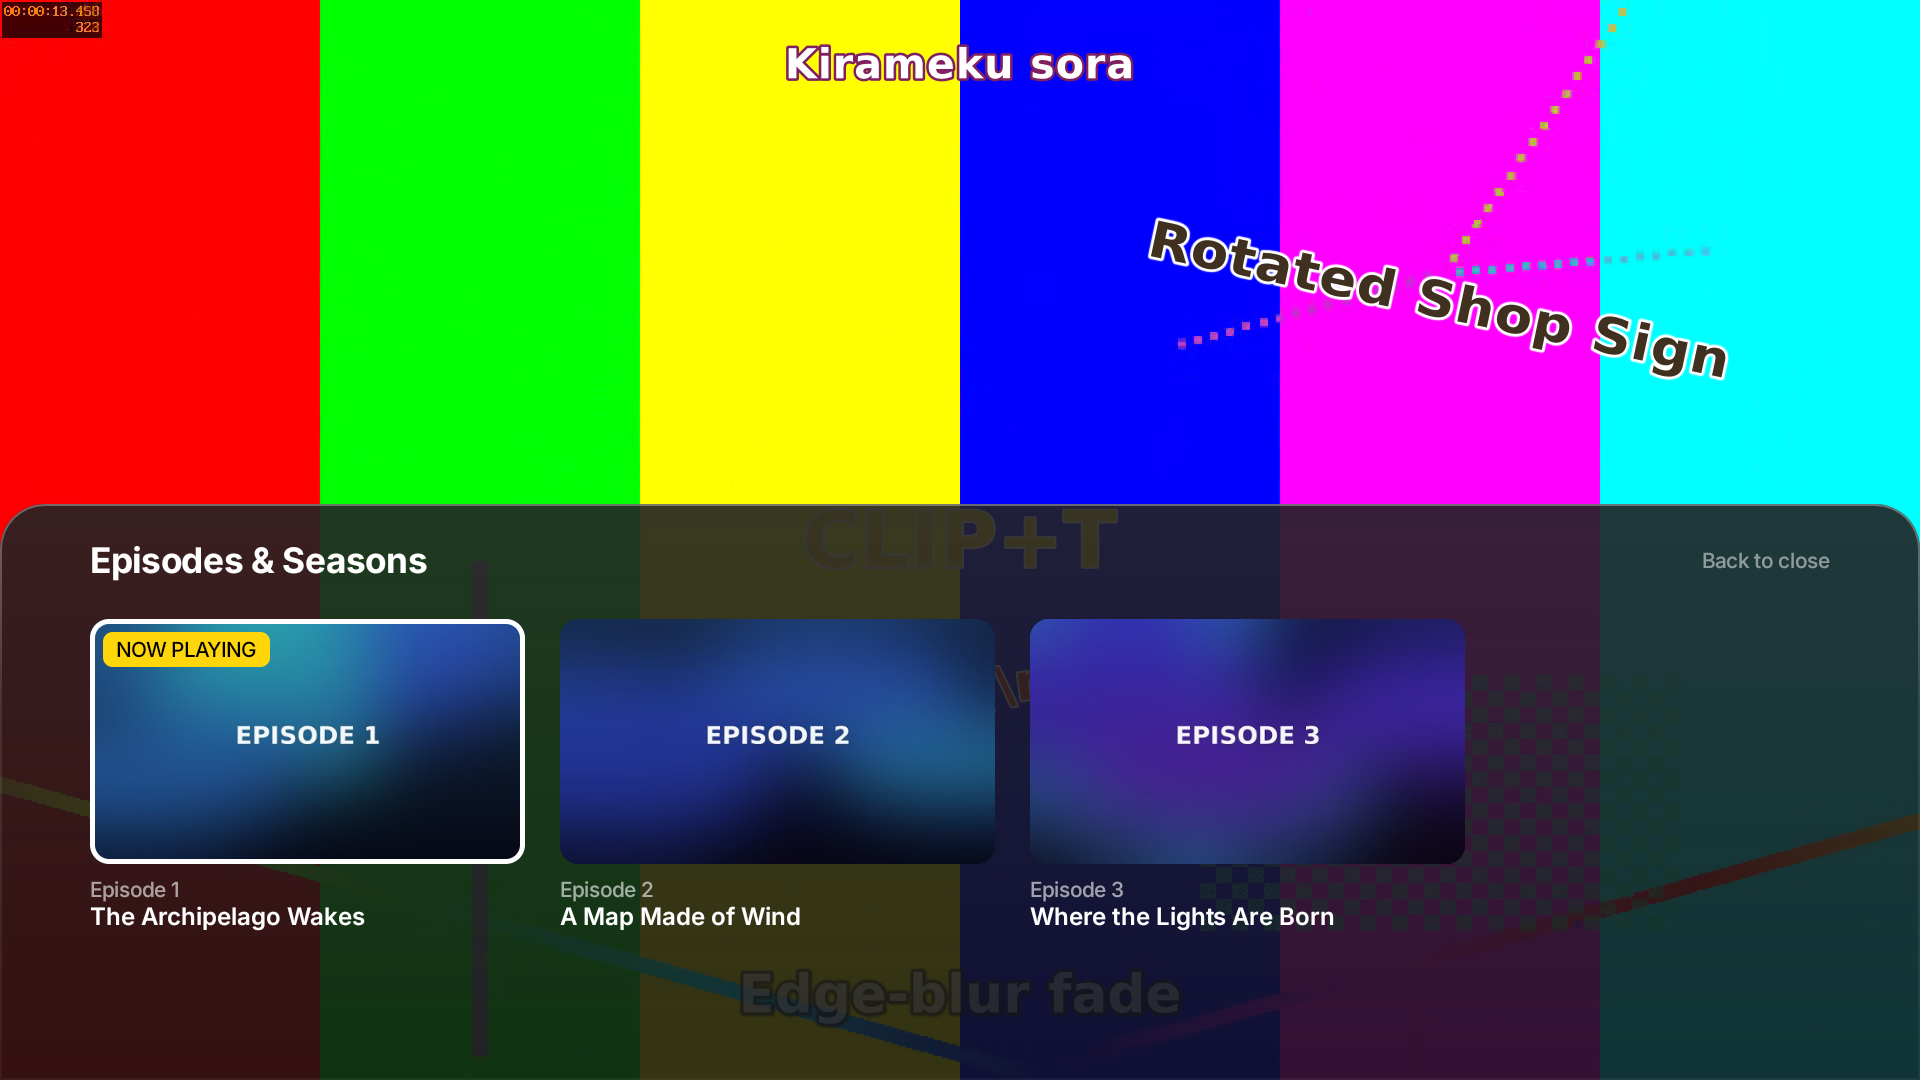 00:00:13.458
323
Kirameku sora
Rotated Shop Sign
CLIP+T
Episodes & Seasons
Back to close
NOW PLAYING
EPISODE 1
EPISODE 2
EPISODE 3
Episode 1
The Archipelago Wakes
Episode 2
A Map Made of Wind
Episode 3
Where the Lights Are Born
Edge-blur fade